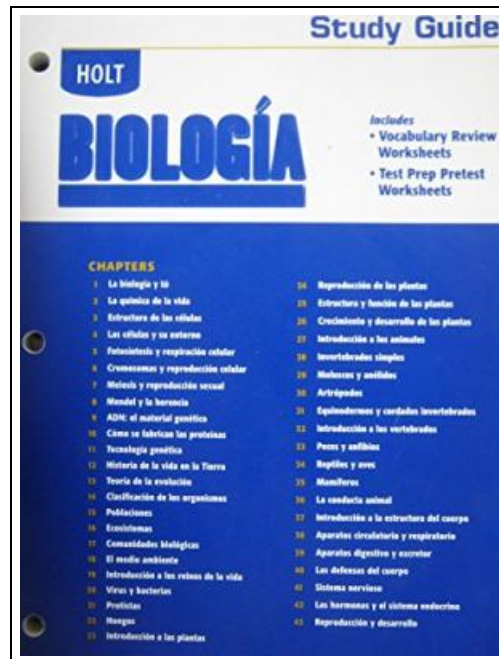 Study Guide
HOLT
BIOLOGÍA
Includes
• Vocabulary Review
Worksheets
• Test Prep Pretest
Worksheets
CHAPTERS
1 La biología y tú
2 La química de la vida
3 Estructura de las células
4 Las células y su entorno
5 Fotosíntesis y respiración celular
6 Cromosomas y reproducción celular
7 Meiosis y reproducción sexual
8 Mendel y la herencia
9 ADN: el material genético
10 Cómo se fabrican las proteínas
11 Tecnología genética
12 Historia de la vida en la Tierra
13 Teoría de la evolución
14 Clasificación de los organismos
15 Poblaciones
16 Ecosistemas
17 Comunidades biológicas
18 El medio ambiente
19 Introducción a los reinos de la vida
20 Virus y bacterias
21 Protistas
22 Hongos
23 Introducción a las plantas
24 Reproducción de las plantas
25 Estructura y función de las plantas
26 Crecimiento y desarrollo de las plantas
27 Introducción a los animales
28 Invertebrados simples
29 Moluscos y anélidos
30 Artrópodos
31 Equinodermos y cordados invertebrados
32 Introducción a los vertebrados
33 Peces y anfibios
34 Reptiles y aves
35 Mamíferos
36 La conducta animal
37 Introducción a la estructura del cuerpo
38 Aparatos circulatorio y respiratorio
39 Aparatos digestivo y excretor
40 Las defensas del cuerpo
41 Sistema nervioso
42 Las hormonas y el sistema endocrino
43 Reproducción y desarrollo